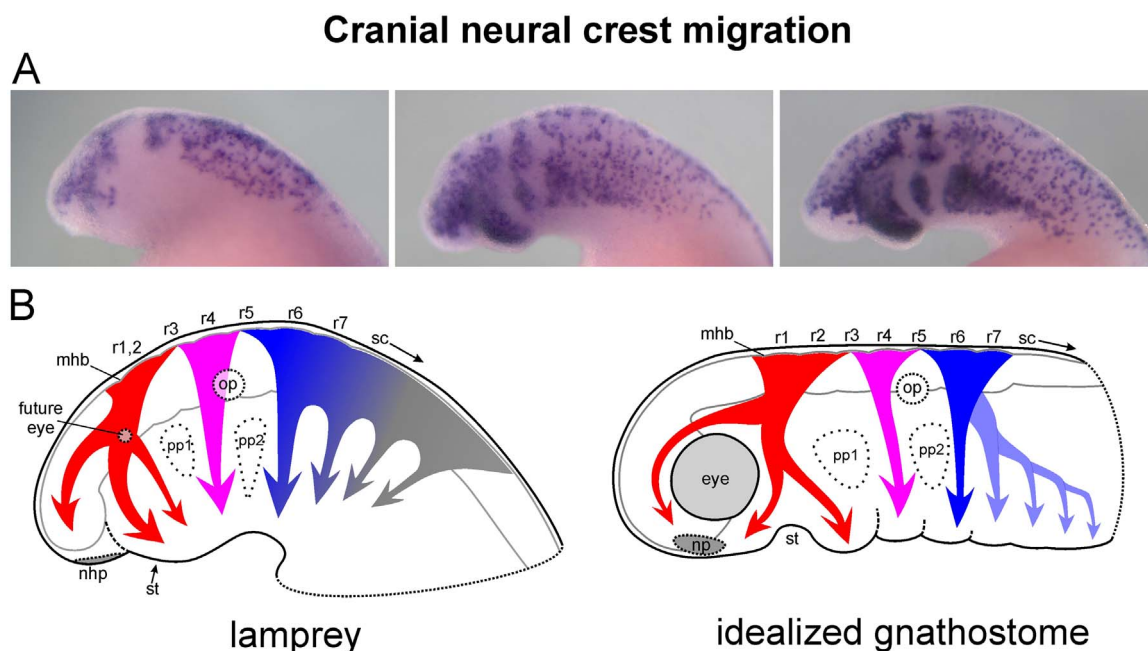 Cranial neural crest migration
A
B
r1,2
r3
r4
r5
r6
r7
sc
mhb
future
eye
op
pp1
pp2
nhp
st
lamprey
mhb
r1
r2
r3
r4
r5
r6
r7
sc
op
pp1
pp2
eye
np
st
idealized gnathostome